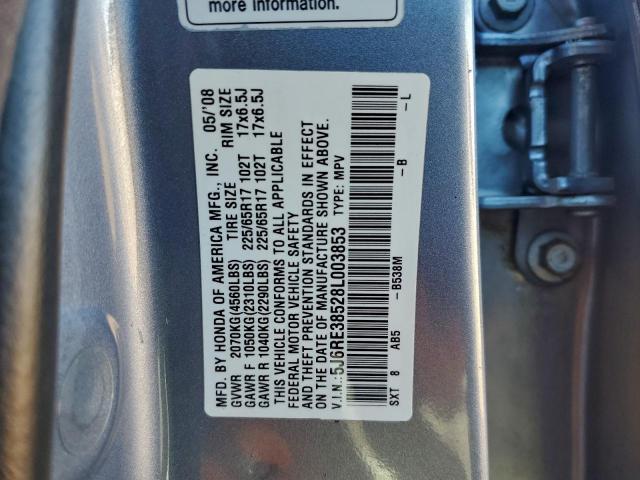 more information.
MFD. BY HONDA OF AMERICA MFG., INC. 05/'08
GVWR 2070KG(4560LBS) TIRE SIZE RIM SIZE
GAWR F 1050KG(2310LBS) 225/65R17 102T 17x6.5J
GAWR R 1040KG(2290LBS) 225/65R17 102T 17x6.5J
THIS VEHICLE CONFORMS TO ALL APPLICABLE
FEDERAL MOTOR VEHICLE SAFETY
AND THEFT PREVENTION STANDARDS IN EFFECT
ON THE DATE OF MANUFACTURE SHOWN ABOVE.
V.I.N.: 5J6RE38528L003853 TYPE: MPV
SXT 8 AB5 -B538M -B -L